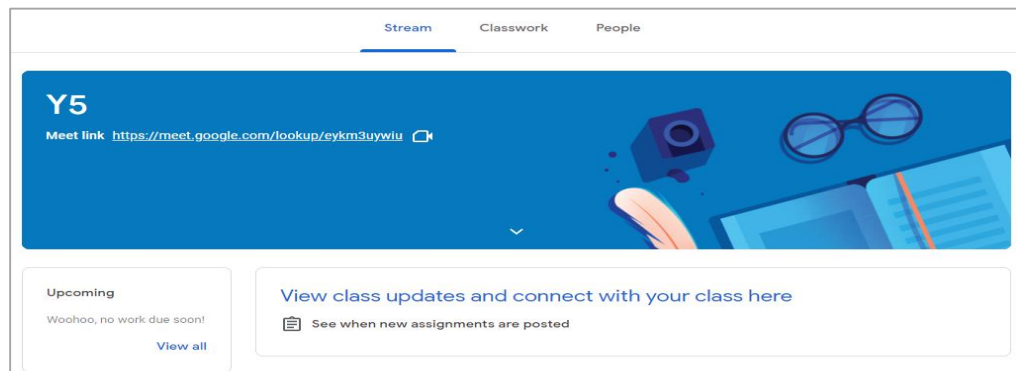 Stream Classwork People
Y5
Meet link https://meet.google.com/lookup/eykm3uywiu
Upcoming
Woohoo, no work due soon!
View all
View class updates and connect with your class here
See when new assignments are posted